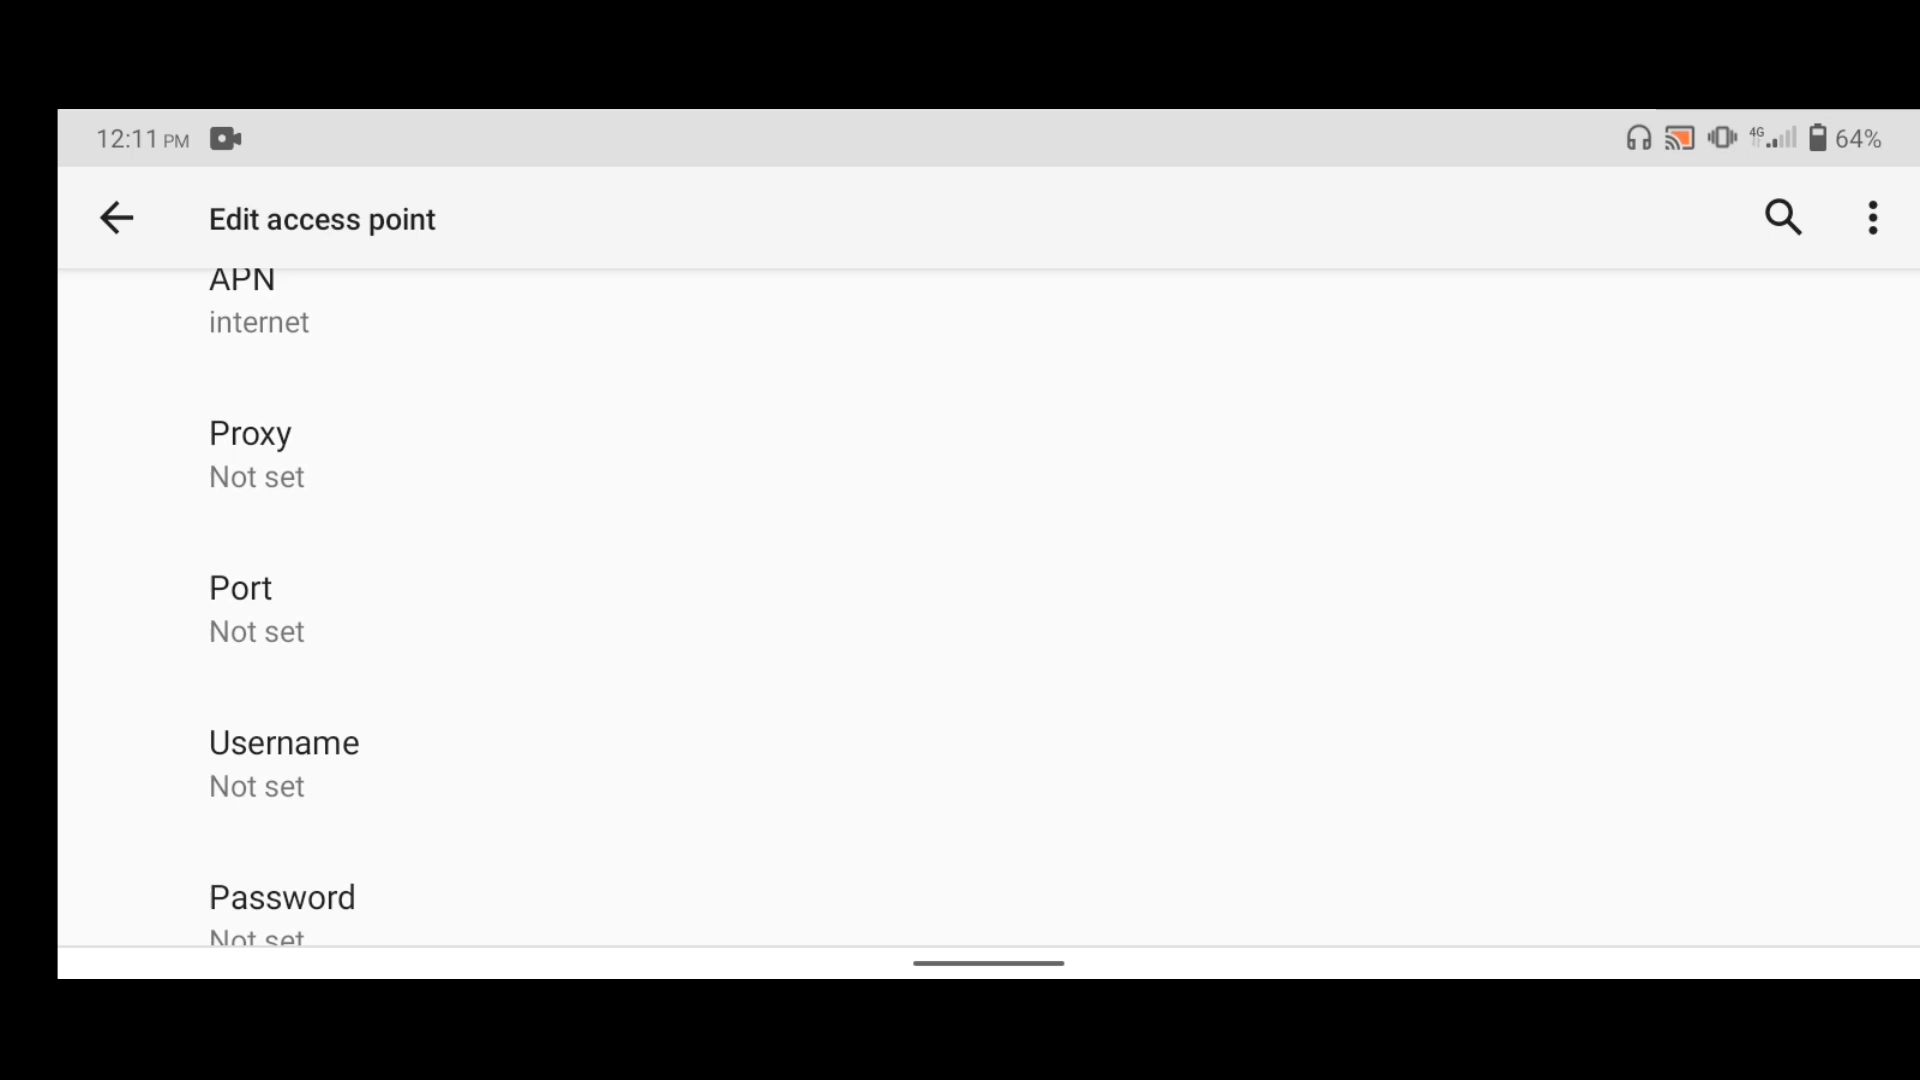 12:11 PM
4G
64%
Edit access point
APN
internet
Proxy
Not set
Port
Not set
Username
Not set
Password
Not set